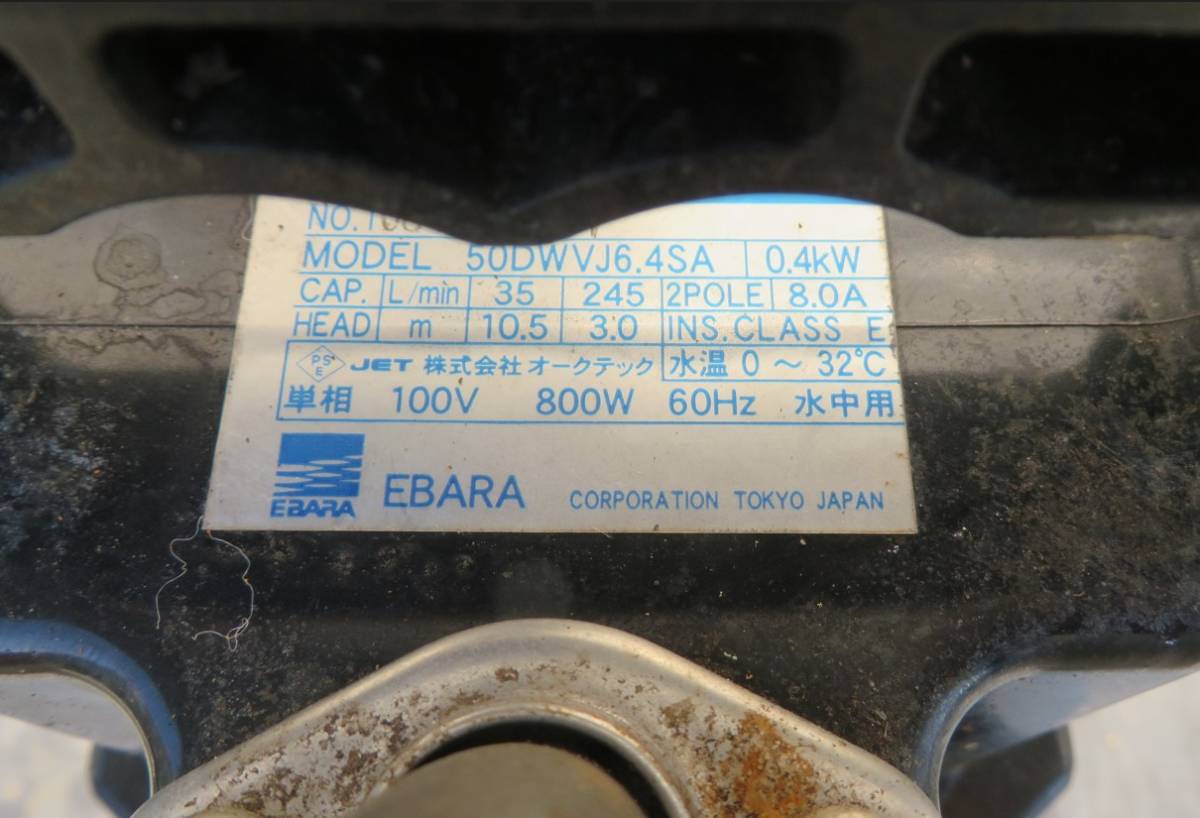 MODEL 50DWVJ6.4SA 0.4kW
CAP. L/min 35 245 2POLE 8.0A
HEAD m 10.5 3.0 INS.CLASS E
PS E JET 株式会社 オークテック 水温 0 ～ 32℃
単相 100V 800W 60Hz 水中用
EBARA EBARA CORPORATION TOKYO JAPAN